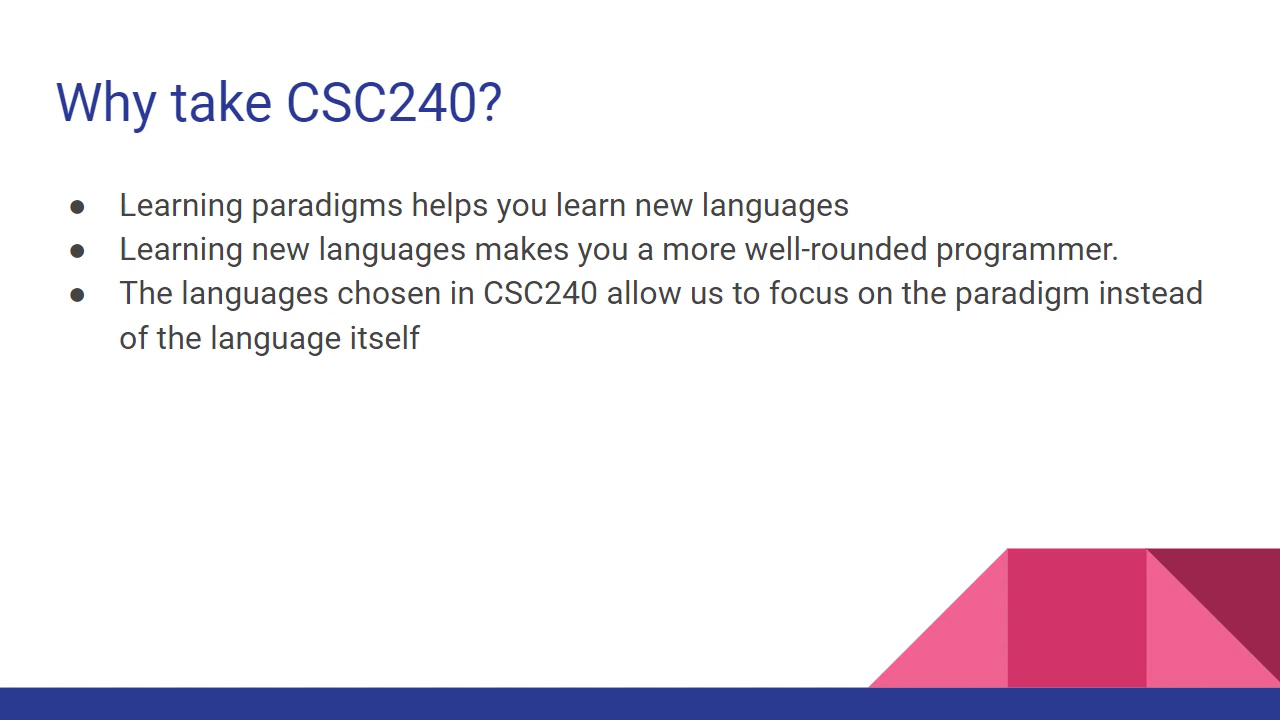 Why take CSC240?
● Learning paradigms helps you learn new languages
● Learning new languages makes you a more well-rounded programmer.
● The languages chosen in CSC240 allow us to focus on the paradigm instead
of the language itself